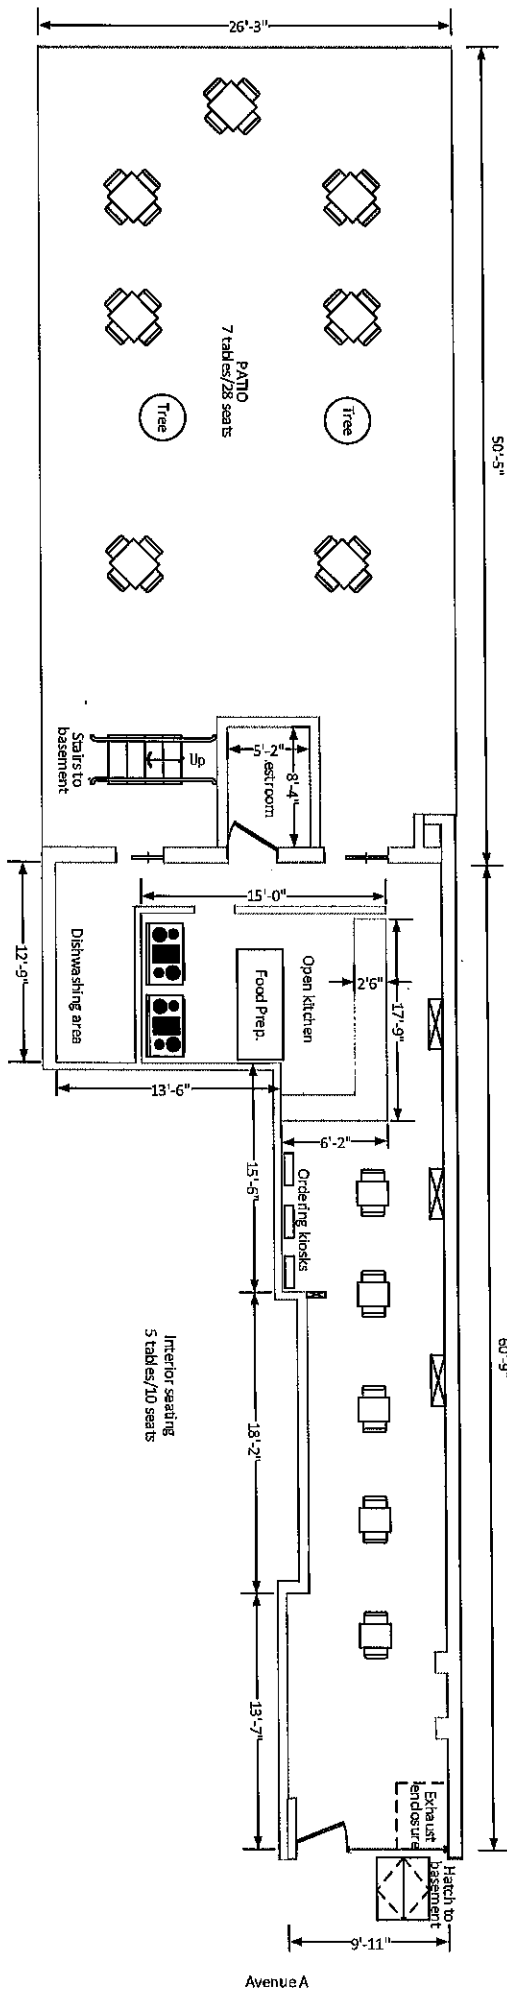 26'-3"
50'-5"
PATIO
7 tables/28 seats
Tree
Tree
Stairs to
basement
Up
5'-2"
8'-4"
estroom
15'-0"
12'-9"
Dishwashing area
Food Prep.
Open kitchen
2'6"
17'-9"
13'-6"
6'-2"
15'-6"
Ordering kiosks
60'-9"
Interior seating
5 tables/10 seats
18'-2"
13'-7"
Exhaust
enclosure
Hatch to
basement
9'-11"
Avenue A